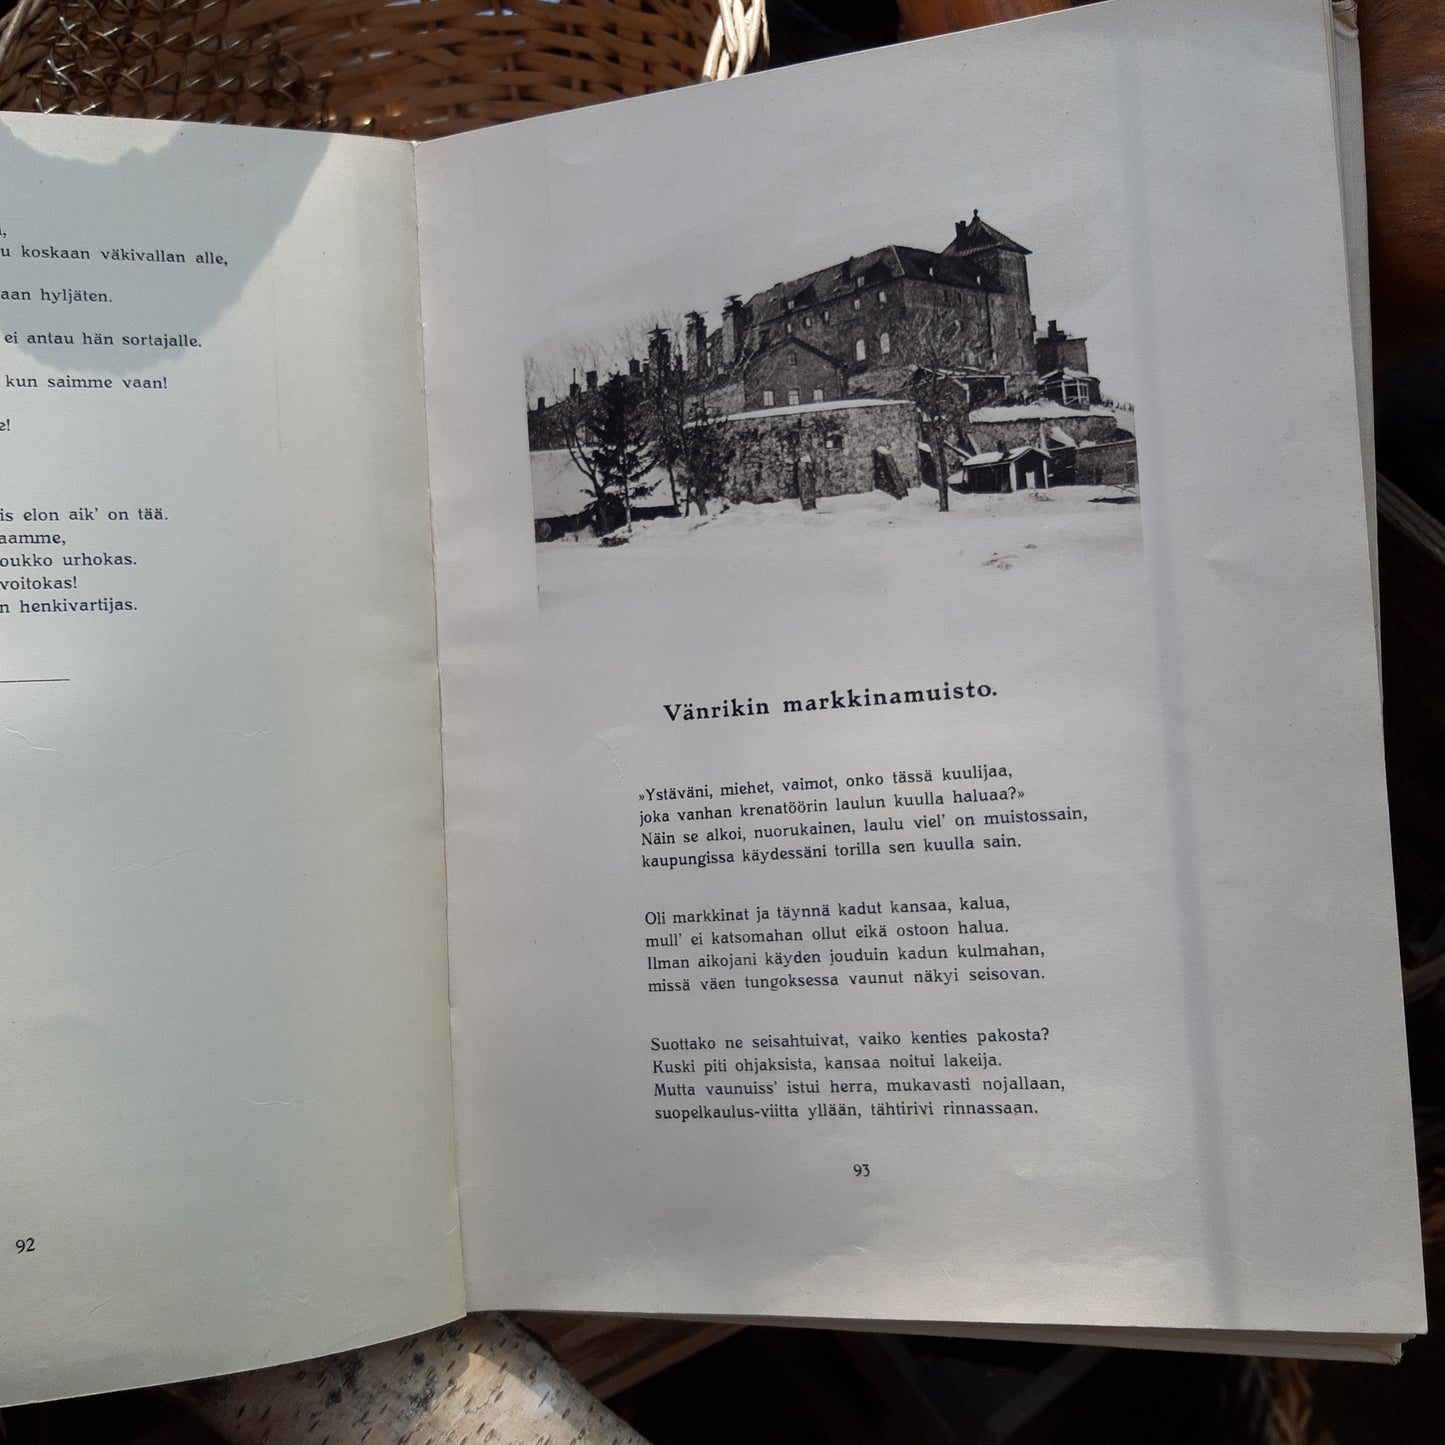 u koskaan väkivallan alle,
aan hyljäten.
ei antau hän sortajalle.
kun saimme vaan!
e!
is elon aik' on tää.
aamme,
oukko urhokas.
voitokas!
n henkivartijas.
92
Vänrikin markkinamuisto.
»Ystäväni, miehet, vaimot, onko tässä kuulijaa,
joka vanhan krenatöörin laulun kuulla haluaa?»
Näin se alkoi, nuorukainen, laulu viel' on muistossain,
kaupungissa käydessäni torilla sen kuulla sain.
Oli markkinat ja täynnä kadut kansaa, kalua,
mull' ei katsomahan ollut eikä ostoon halua.
Ilman aikojani käyden jouduin kadun kulmahan,
missä väen tungoksessa vaunut näkyi seisovan.
Suottako ne seisahtuivat, vaiko kenties pakosta?
Kuski piti ohjaksista, kansaa noitui lakeija.
Mutta vaunuiss' istui herra, mukavasti nojallaan,
suopelkaulus-viitta yllään, tähtirivi rinnassaan.
93